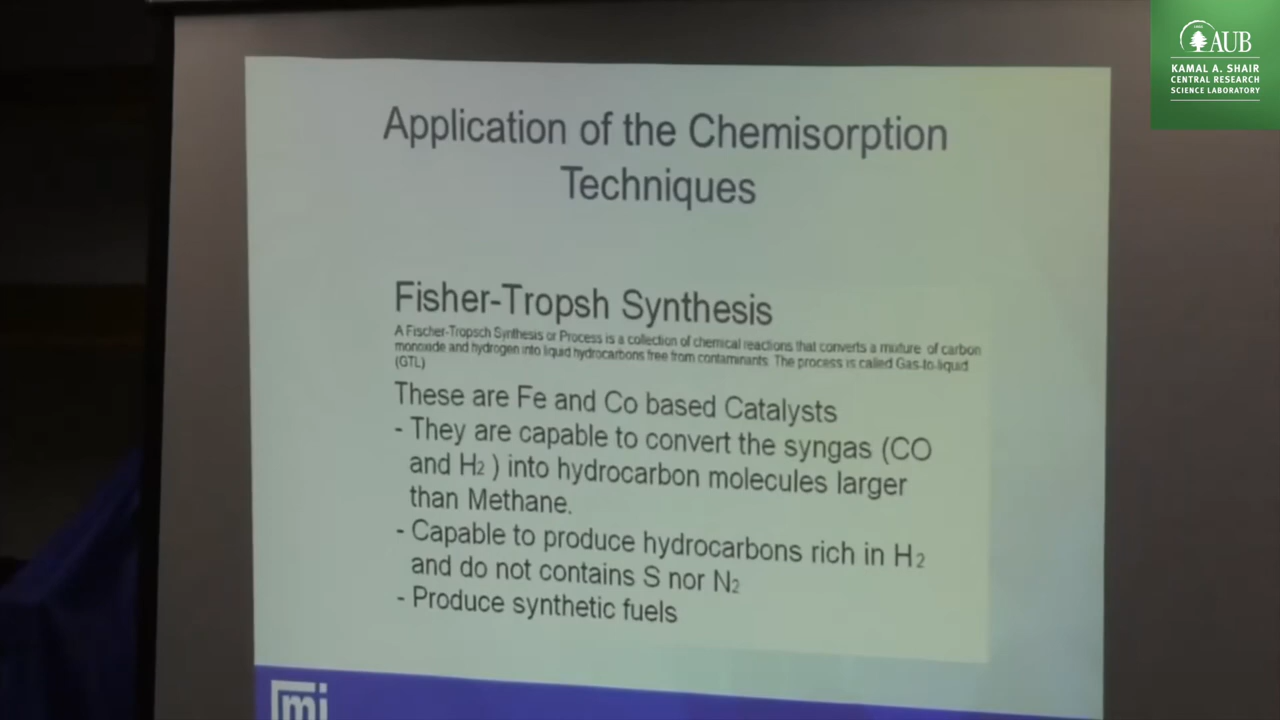 AUB
KAMAL A. SHAIR
CENTRAL RESEARCH
SCIENCE LABORATORY
Application of the Chemisorption
Techniques
Fisher-Tropsh Synthesis
A Fischer-Tropsch Synthesis or Process is a collection of chemical reactions that converts a mixture of carbon
monoxide and hydrogen into liquid hydrocarbons free from contaminants. The process is called Gas-to-liquid
(GTL)
These are Fe and Co based Catalysts
- They are capable to convert the syngas (CO
and H2 ) into hydrocarbon molecules larger
than Methane.
- Capable to produce hydrocarbons rich in H2
and do not contains S nor N2
- Produce synthetic fuels
mi